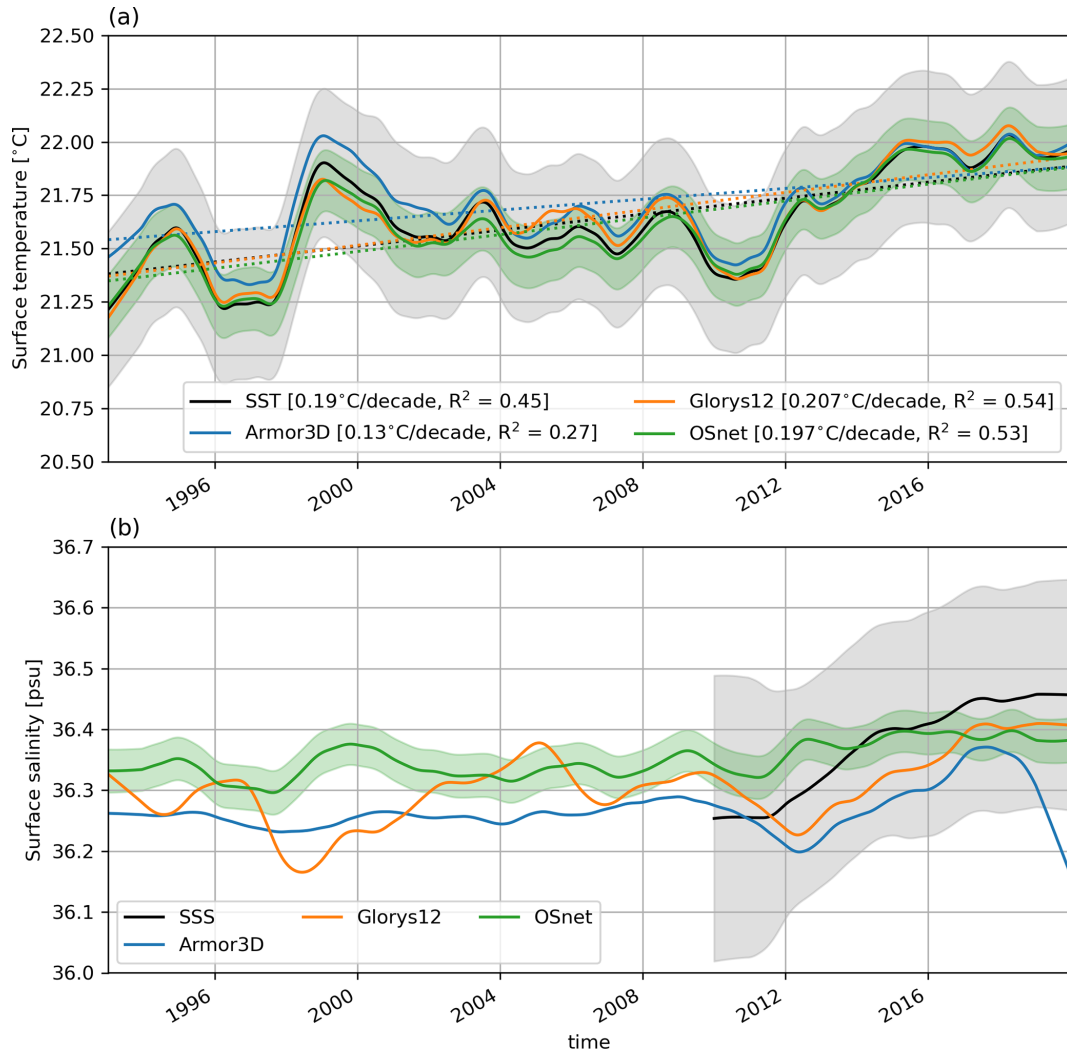 (a)
Surface temperature [°C]
22.50
22.25
22.00
21.75
21.50
21.25
21.00
20.75
20.50
SST [0.19°C/decade, R² = 0.45]
Armor3D [0.13°C/decade, R² = 0.27]
Glorys12 [0.207°C/decade, R² = 0.54]
OSnet [0.197°C/decade, R² = 0.53]
1996
2000
2004
2008
2012
2016
(b)
Surface salinity [psu]
36.7
36.6
36.5
36.4
36.3
36.2
36.1
36.0
SSS
Armor3D
Glorys12
OSnet
1996
2000
2004
2008
2012
2016
time